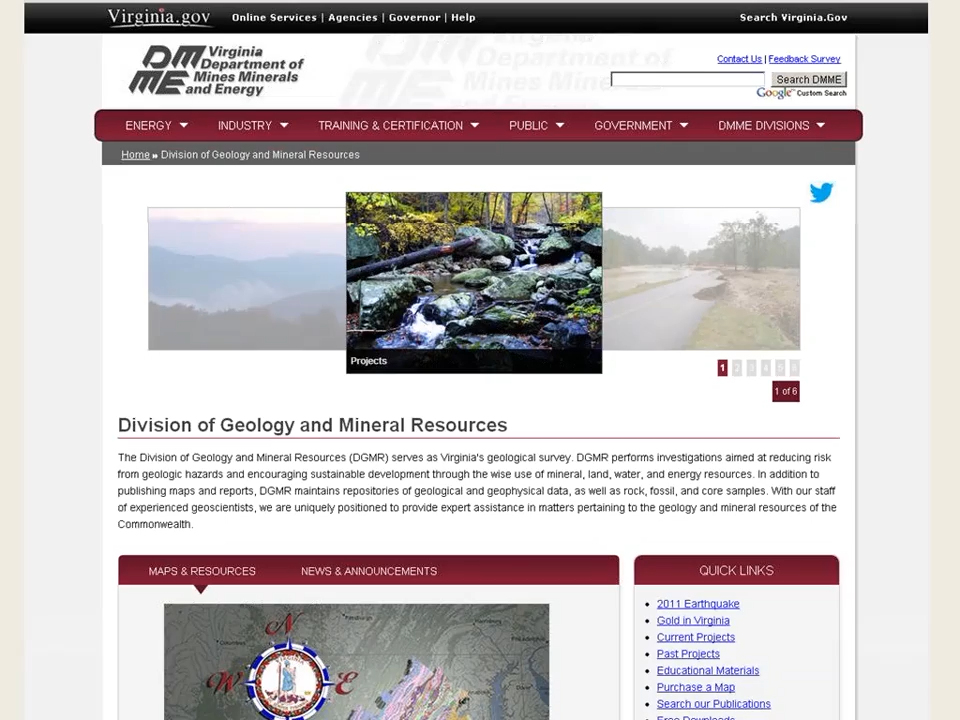 Virginia.gov Online Services | Agencies | Governor | Help Search Virginia.Gov
DMME Virginia
Department of
Mines Minerals
and Energy
Contact Us | Feedback Survey
Search DMME
Google Custom Search
ENERGY INDUSTRY TRAINING & CERTIFICATION PUBLIC GOVERNMENT DMME DIVISIONS
Home » Division of Geology and Mineral Resources
Projects
1 2 3 4 5 6
1 of 6
Division of Geology and Mineral Resources
The Division of Geology and Mineral Resources (DGMR) serves as Virginia's geological survey. DGMR performs investigations aimed at reducing risk
from geologic hazards and encouraging sustainable development through the wise use of mineral, land, water, and energy resources. In addition to
publishing maps and reports, DGMR maintains repositories of geological and geophysical data, as well as rock, fossil, and core samples. With our staff
of experienced geoscientists, we are uniquely positioned to provide expert assistance in matters pertaining to the geology and mineral resources of the
Commonwealth.
MAPS & RESOURCES NEWS & ANNOUNCEMENTS
N
W E
QUICK LINKS
2011 Earthquake
Gold in Virginia
Current Projects
Past Projects
Educational Materials
Purchase a Map
Search our Publications
Free Downloads